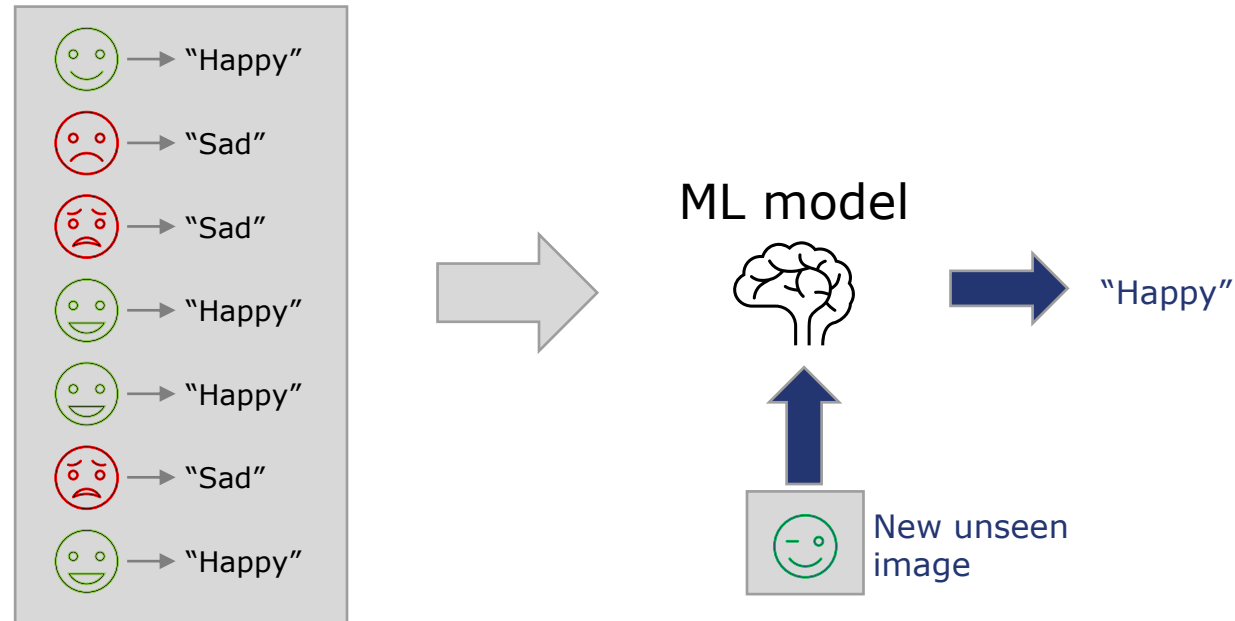 “Happy”
“Sad”
“Sad”
“Happy”
“Happy”
“Sad”
“Happy”
ML model
“Happy”
New unseen
image